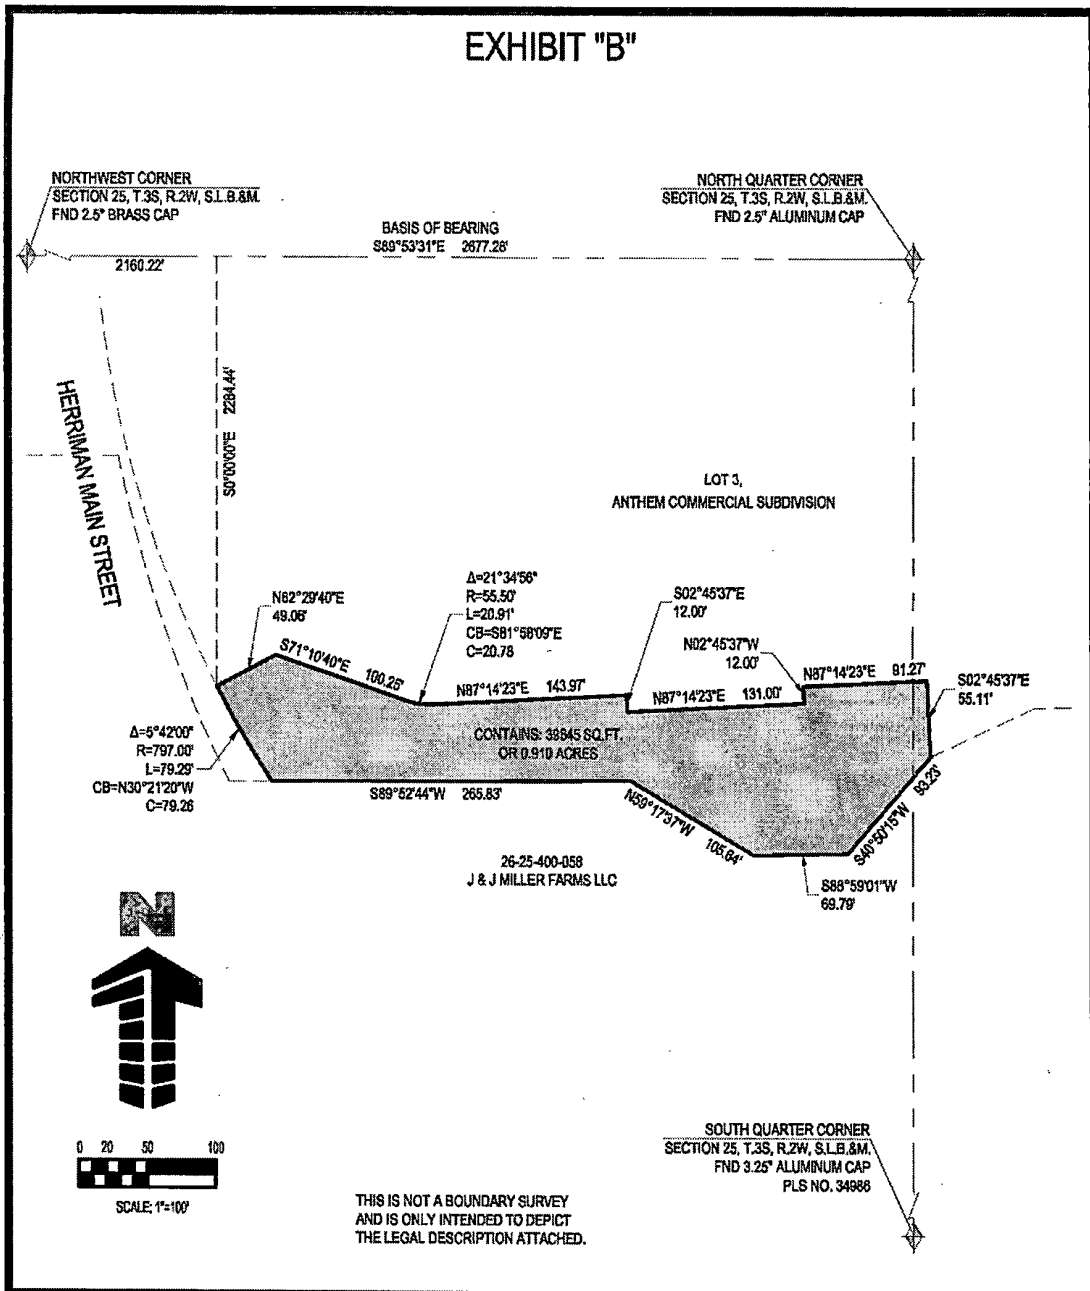 EXHIBIT "B"
NORTHWEST CORNER
SECTION 25, T.3S, R.2W, S.L.B.&M.
FND 2.5" BRASS CAP
NORTH QUARTER CORNER
SECTION 25, T.3S, R.2W, S.L.B.&M.
FND 2.5" ALUMINUM CAP
BASIS OF BEARING
S89°53'31"E 2677.28'
2160.22'
S0°00'00"E 2284.44'
HERRIMAN MAIN STREET
LOT 3,
ANTHEM COMMERCIAL SUBDIVISION
N62°29'40"E
49.06'
S71°10'40"E 100.25'
Δ=21°34'56"
R=55.50'
L=20.91'
CB=S81°58'09"E
C=20.78
N87°14'23"E 143.97'
S02°45'37"E
12.00'
N87°14'23"E 131.00'
N02°45'37"W
12.00'
N87°14'23"E 91.27'
S02°45'37"E
55.11'
CONTAINS: 39645 SQ.FT.
OR 0.910 ACRES
Δ=5°42'00"
R=797.00'
L=79.29'
CB=N30°21'20"W
C=79.26
S89°52'44"W 265.83'
N59°17'37"W 105.84'
S40°50'15"W 93.23'
S88°59'01"W
69.79'
26-25-400-058
J & J MILLER FARMS LLC
N
0 20 50 100
SCALE: 1"=100'
SOUTH QUARTER CORNER
SECTION 25, T.3S, R.2W, S.L.B.&M.
FND 3.25" ALUMINUM CAP
PLS NO. 34986
THIS IS NOT A BOUNDARY SURVEY
AND IS ONLY INTENDED TO DEPICT
THE LEGAL DESCRIPTION ATTACHED.